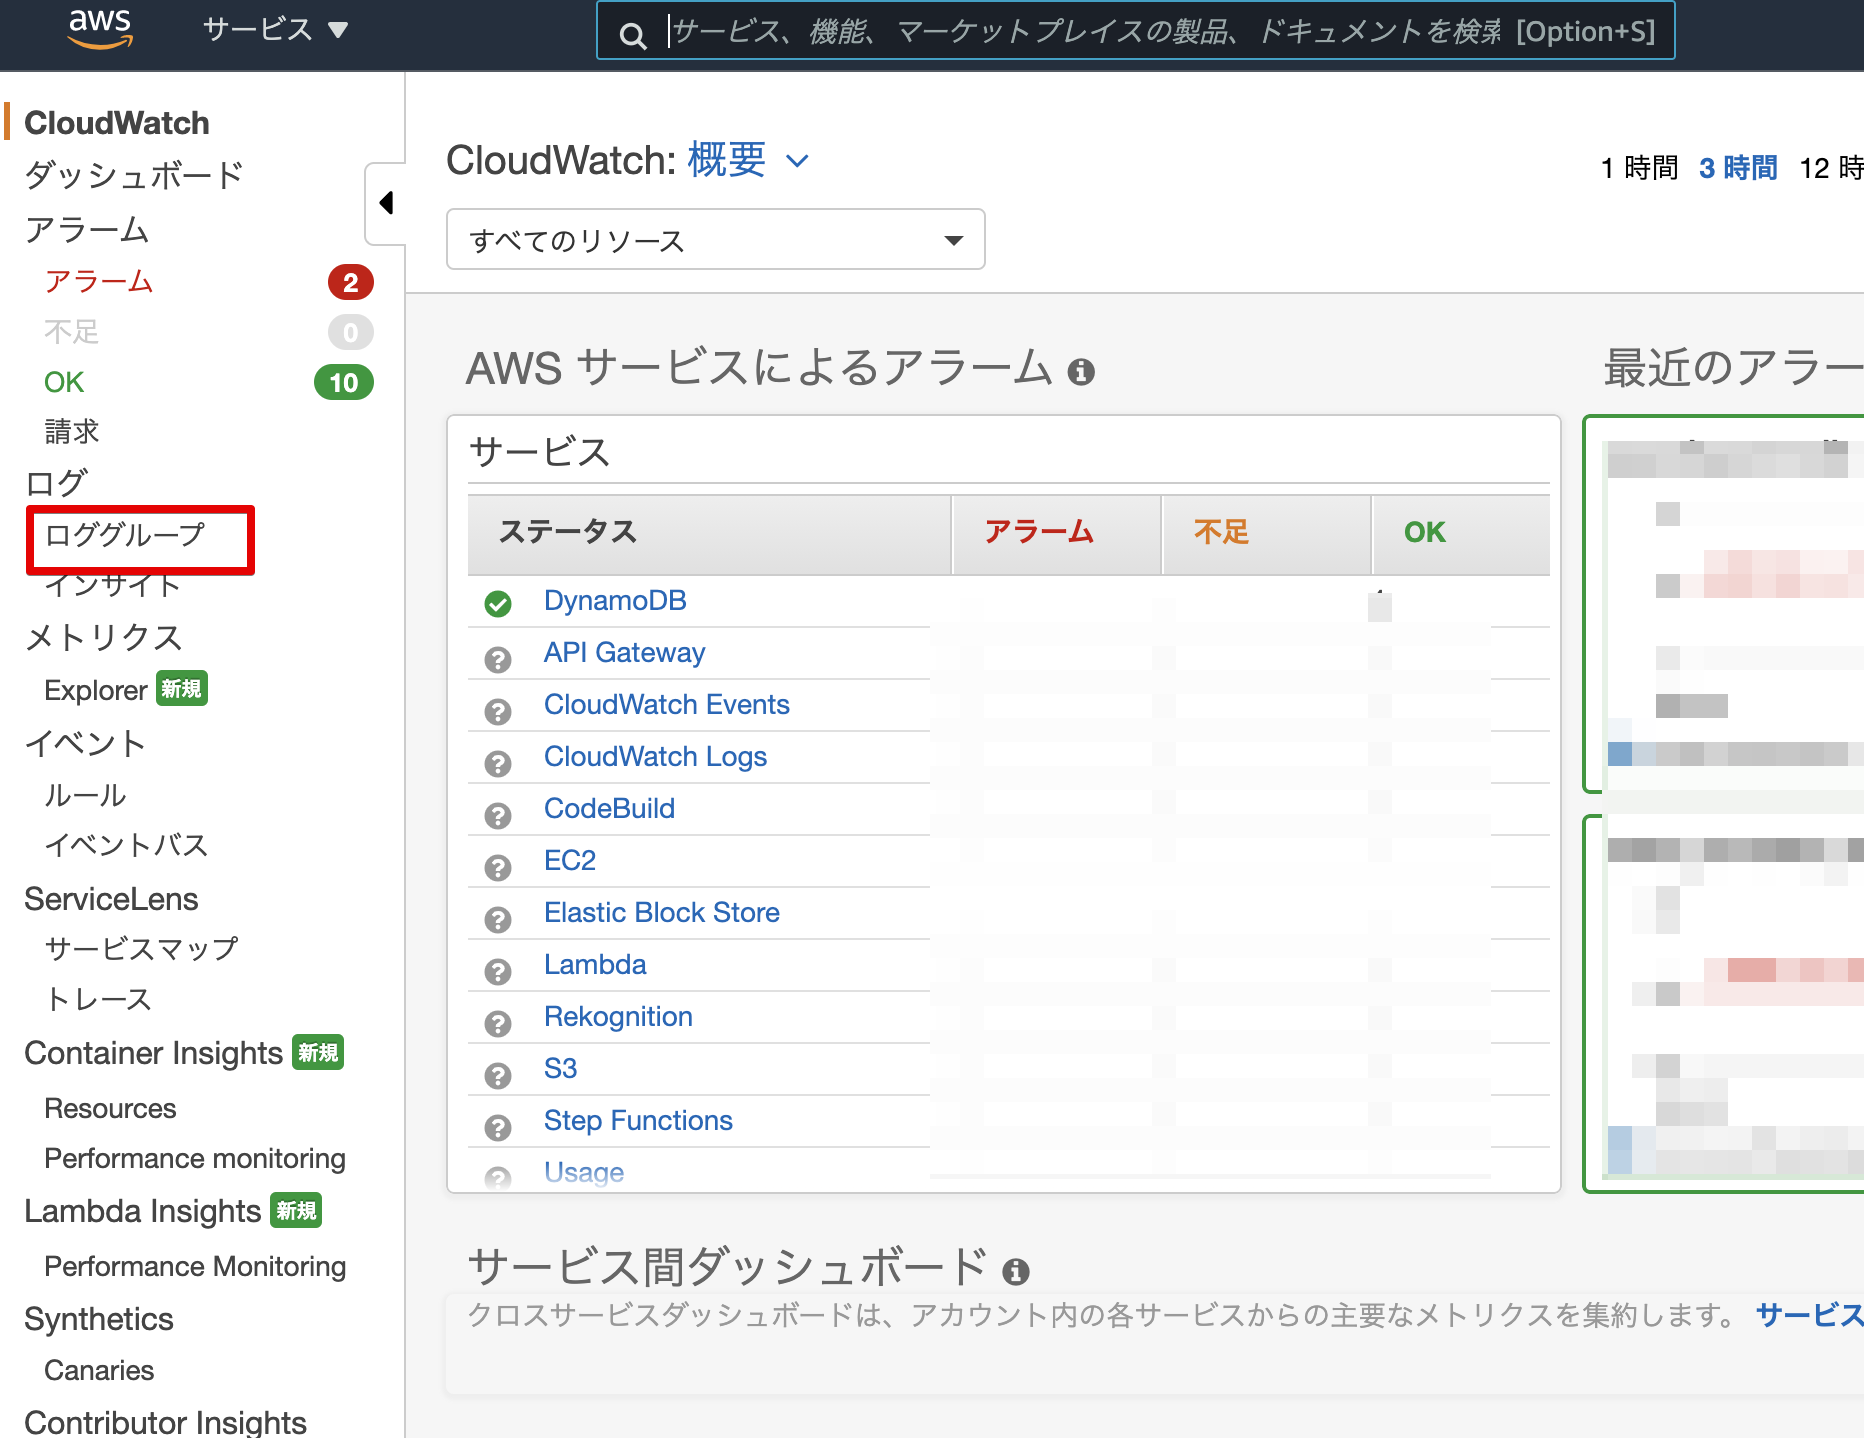 aws
サービス ▼
サービス、機能、マーケットプレイスの製品、ドキュメントを検索 [Option+S]
CloudWatch
ダッシュボード
アラーム
アラーム 2
不足 0
OK 10
請求
ログ
ロググループ
インサイト
メトリクス
Explorer 新規
イベント
ルール
イベントバス
ServiceLens
サービスマップ
トレース
Container Insights 新規
Resources
Performance monitoring
Lambda Insights 新規
Performance Monitoring
Synthetics
Canaries
Contributor Insights
CloudWatch: 概要
1 時間 3 時間 12 時
すべてのリソース
AWS サービスによるアラーム
サービス
ステータス アラーム 不足 OK
DynamoDB
API Gateway
CloudWatch Events
CloudWatch Logs
CodeBuild
EC2
Elastic Block Store
Lambda
Rekognition
S3
Step Functions
Usage
最近のアラー
サービス間ダッシュボード
クロスサービスダッシュボードは、アカウント内の各サービスからの主要なメトリクスを集約します。 サービス